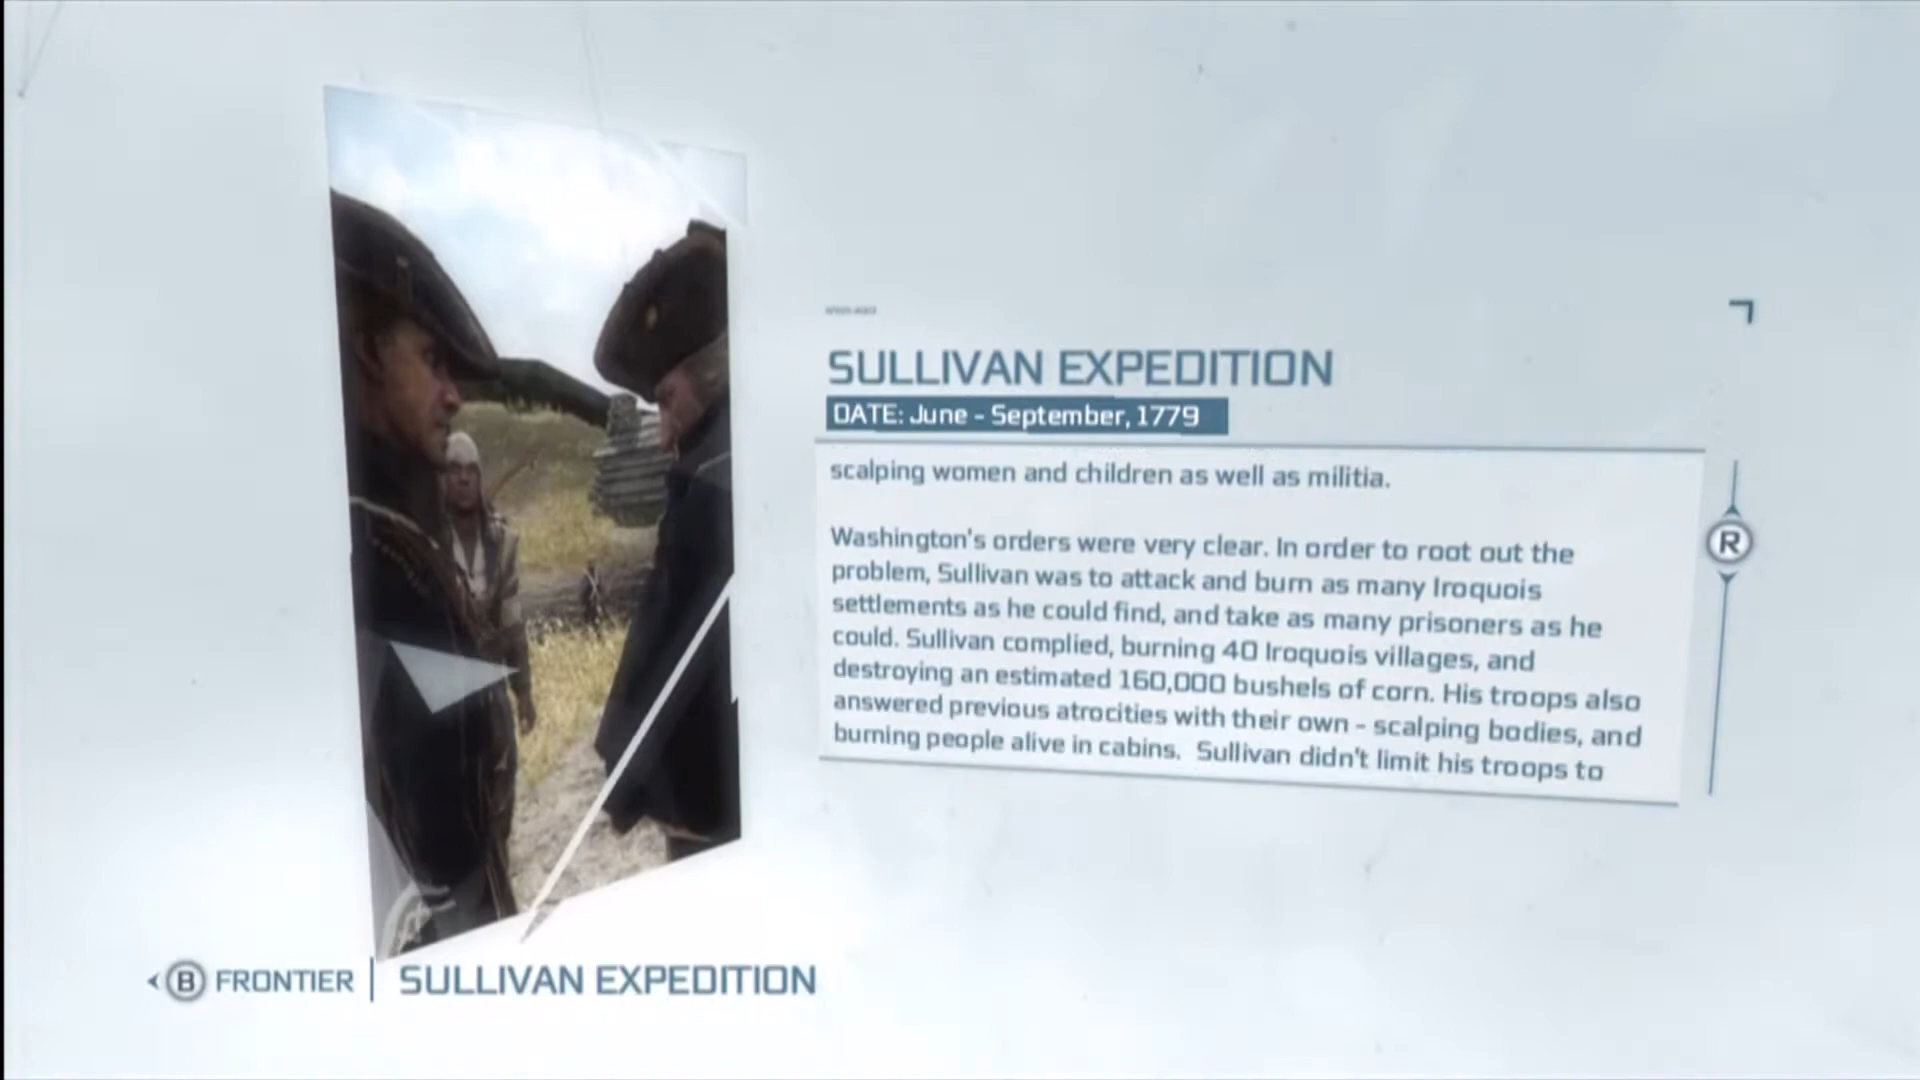 SULLIVAN EXPEDITION
DATE: June - September, 1779
scalping women and children as well as militia.
Washington's orders were very clear. In order to root out the
problem, Sullivan was to attack and burn as many Iroquois
settlements as he could find, and take as many prisoners as he
could. Sullivan complied, burning 40 Iroquois villages, and
destroying an estimated 160,000 bushels of corn. His troops also
answered previous atrocities with their own - scalping bodies, and
burning people alive in cabins.  Sullivan didn't limit his troops to
R
B FRONTIER | SULLIVAN EXPEDITION